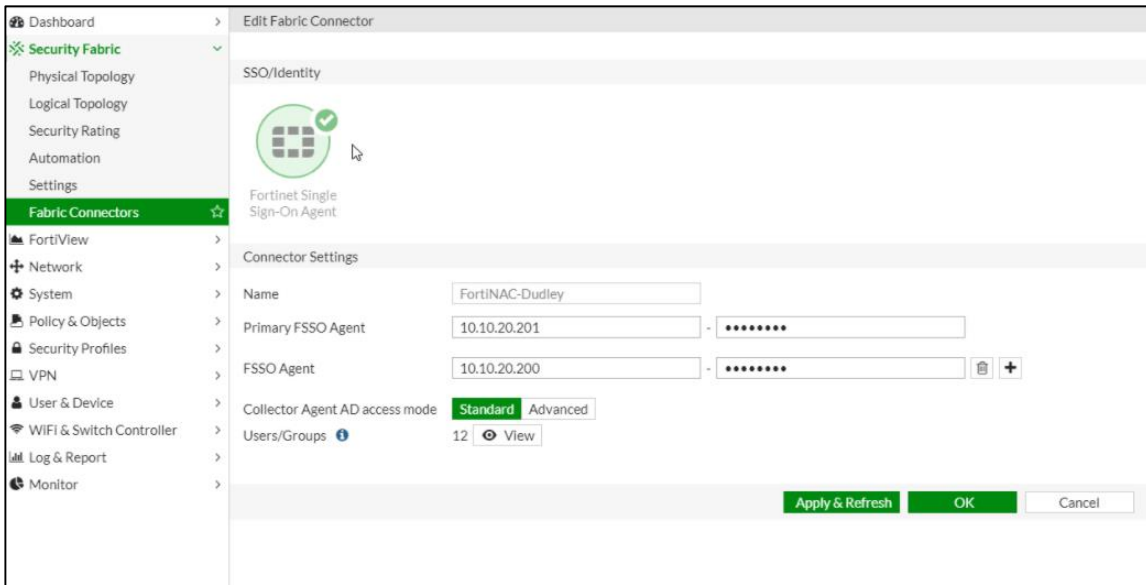 Dashboard
Security Fabric
Physical Topology
Logical Topology
Security Rating
Automation
Settings
Fabric Connectors
FortiView
Network
System
Policy & Objects
Security Profiles
VPN
User & Device
WiFi & Switch Controller
Log & Report
Monitor
Edit Fabric Connector
SSO/Identity
Fortinet Single
Sign-On Agent
Connector Settings
Name FortiNAC-Dudley
Primary FSSO Agent 10.10.20.201 - ••••••••
FSSO Agent 10.10.20.200 - ••••••••
Collector Agent AD access mode Standard Advanced
Users/Groups 12 View
Apply & Refresh OK Cancel